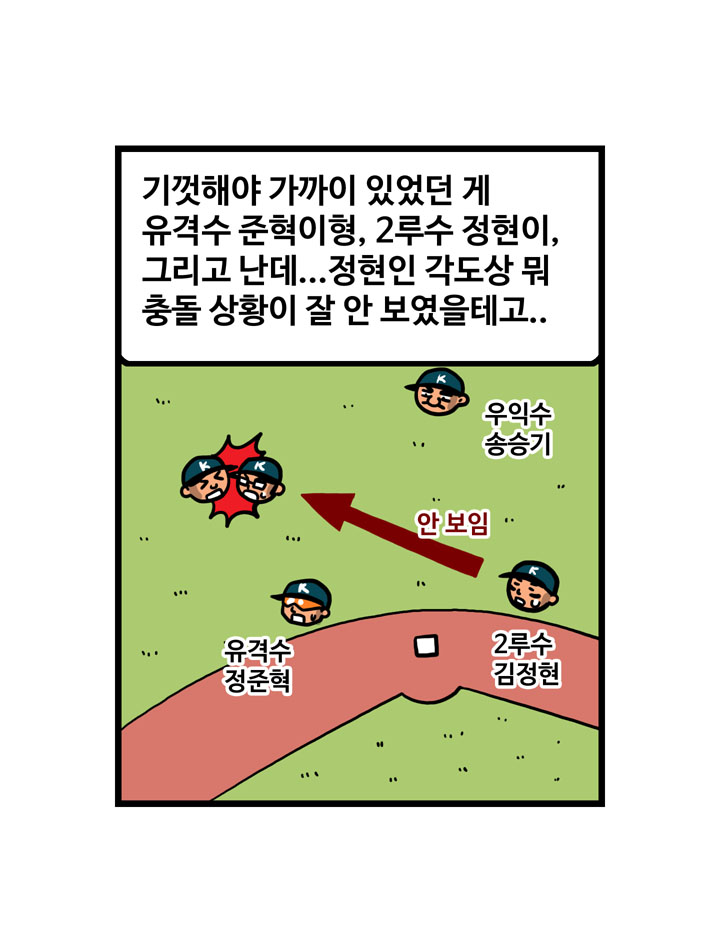 기껏해야 가까이 있었던 게
유격수 준혁이형, 2루수 정현이,
그리고 난데...정현인 각도상 뭐
충돌 상황이 잘 안 보였을테고..
K
우익수
송승기
K
K
안 보임
K
K
유격수
정준혁
2루수
김정현